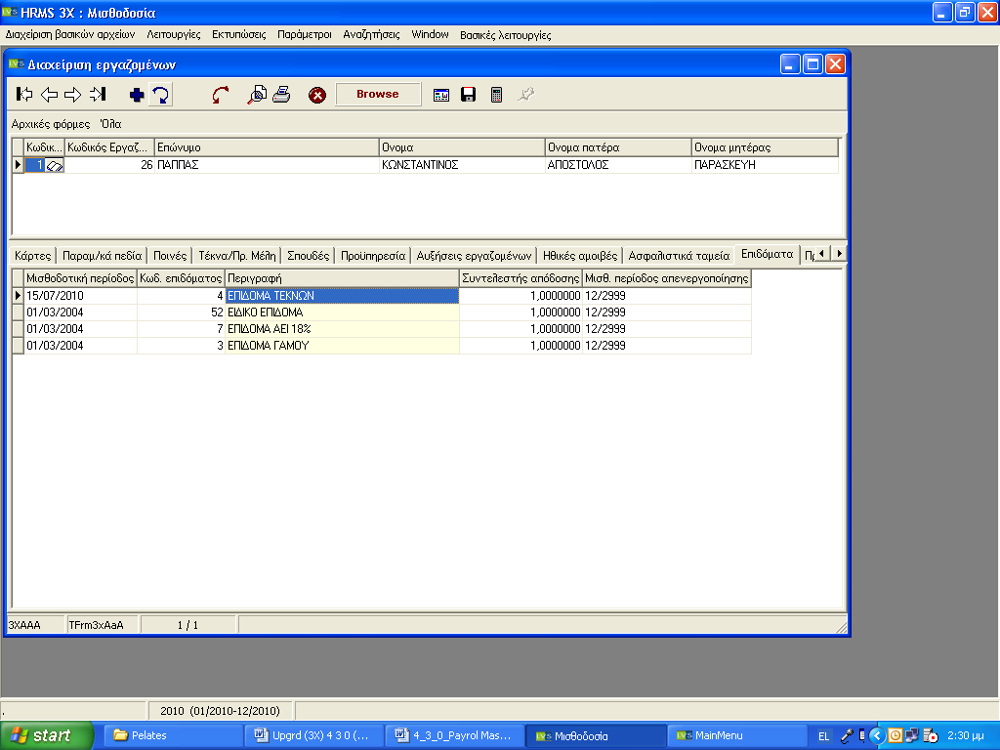 HRMS 3X : Μισθοδοσία
Διαχείριση βασικών αρχείων Λειτουργίες Εκτυπώσεις Παράμετροι Αναζητήσεις Window Βασικές λειτουργίες
Διαχείριση εργαζομένων
Browse
Αρχικές φόρμες Όλα
Κωδικ... Κωδικός Εργαζ... Επώνυμο Ονομα Ονομα πατέρα Ονομα μητέρας
1 26 ΠΑΠΠΑΣ ΚΩΝΣΤΑΝΤΙΝΟΣ ΑΠΟΣΤΟΛΟΣ ΠΑΡΑΣΚΕΥΗ
Κάρτες Παραμ/κά πεδία Ποινές Τέκνα/Πρ. Μέλη Σπουδές Προϋπηρεσία Αυξήσεις εργαζομένων Ηθικές αμοιβές Ασφαλιστικά ταμεία Επιδόματα
Μισθοδοτική περίοδος Κωδ. επιδόματος Περιγραφή Συντελεστής απόδοσης Μισθ. περίοδος απενεργοποίησης
15/07/2010 4 ΕΠΙΔΟΜΑ ΤΕΚΝΩΝ 1,0000000 12/2999
01/03/2004 52 ΕΙΔΙΚΟ ΕΠΙΔΟΜΑ 1,0000000 12/2999
01/03/2004 7 ΕΠΙΔΟΜΑ ΑΕΙ 18% 1,0000000 12/2999
01/03/2004 3 ΕΠΙΔΟΜΑ ΓΑΜΟΥ 1,0000000 12/2999
3XAAA TFrm3xAaA 1 / 1
. 2010 (01/2010-12/2010)
start Pelates Upgrd (3X) 4 3 0 (... 4_3_0_Payrol Mas... Μισθοδοσία MainMenu EL 2:30 μμ